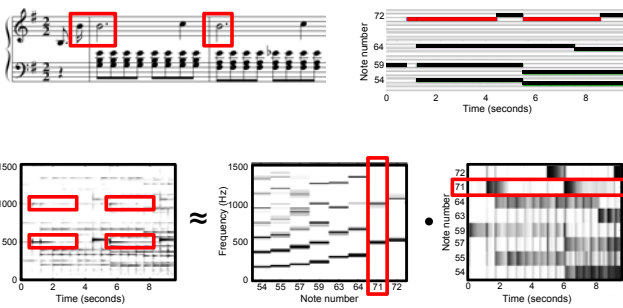 Note number
72
64
59
54
0 2 4 6 8
Time (seconds)
1500
1000
500
0
0 2 4 6 8
Time (seconds)
≈
Frequency (Hz)
1500
1000
500
0
54 55 57 59 63 64 71 72
Note number
•
Note number
72
71
64
63
59
57
55
54
0 2 4 6 8
Time (seconds)